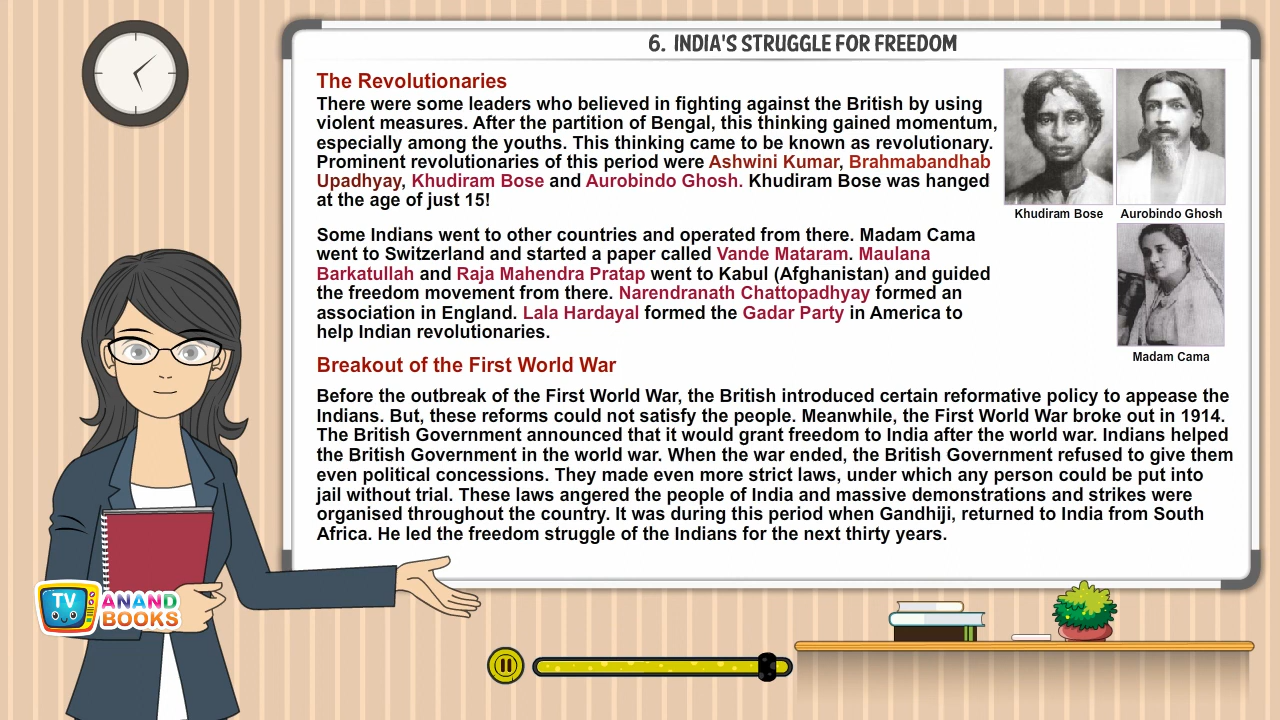 6. INDIA'S STRUGGLE FOR FREEDOM
The Revolutionaries
There were some leaders who believed in fighting against the British by using
violent measures. After the partition of Bengal, this thinking gained momentum,
especially among the youths. This thinking came to be known as revolutionary.
Prominent revolutionaries of this period were Ashwini Kumar, Brahmabandhab
Upadhyay, Khudiram Bose and Aurobindo Ghosh. Khudiram Bose was hanged
at the age of just 15!
Khudiram Bose
Aurobindo Ghosh
Some Indians went to other countries and operated from there. Madam Cama
went to Switzerland and started a paper called Vande Mataram. Maulana
Barkatullah and Raja Mahendra Pratap went to Kabul (Afghanistan) and guided
the freedom movement from there. Narendranath Chattopadhyay formed an
association in England. Lala Hardayal formed the Gadar Party in America to
help Indian revolutionaries.
Madam Cama
Breakout of the First World War
Before the outbreak of the First World War, the British introduced certain reformative policy to appease the
Indians. But, these reforms could not satisfy the people. Meanwhile, the First World War broke out in 1914.
The British Government announced that it would grant freedom to India after the world war. Indians helped
the British Government in the world war. When the war ended, the British Government refused to give them
even political concessions. They made even more strict laws, under which any person could be put into
jail without trial. These laws angered the people of India and massive demonstrations and strikes were
organised throughout the country. It was during this period when Gandhiji, returned to India from South
Africa. He led the freedom struggle of the Indians for the next thirty years.
TV
ANAND
BOOKS